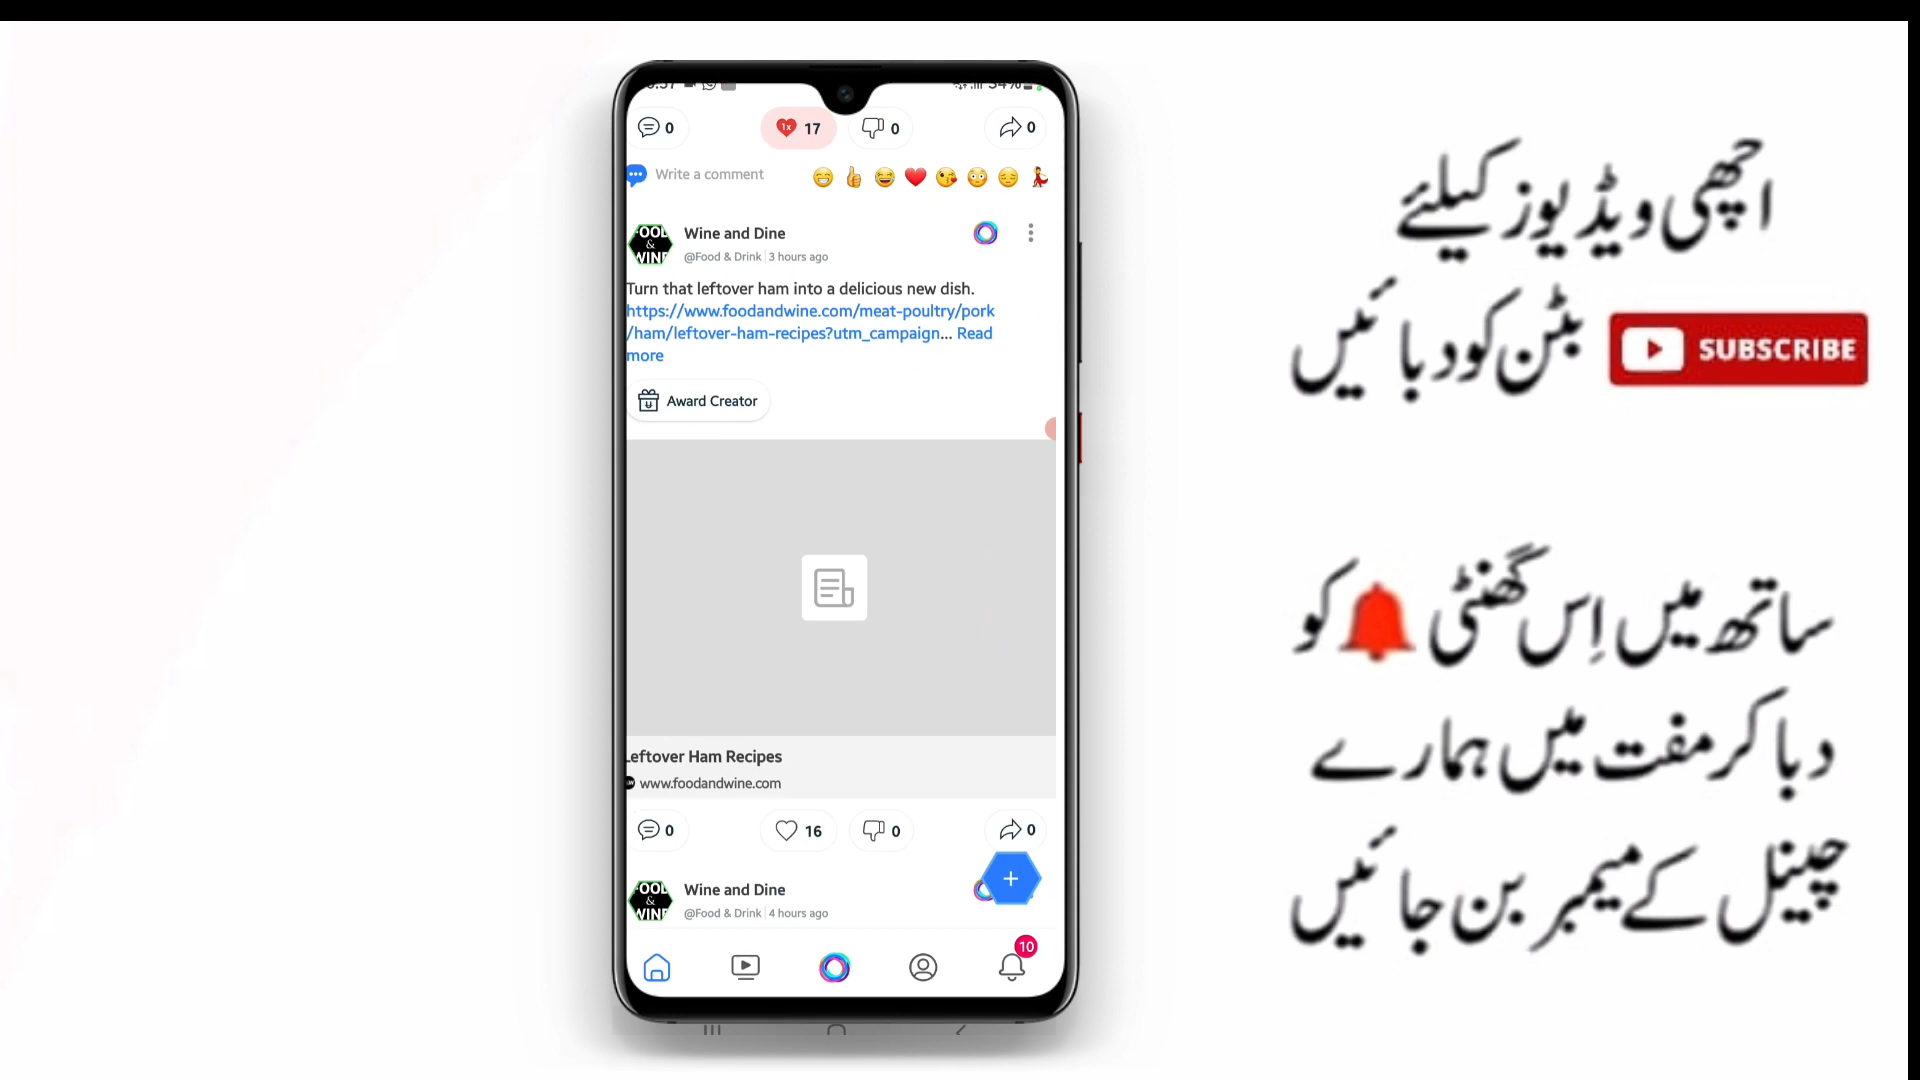 54%
0
1x 17
0
0
Write a comment
Wine and Dine
@Food & Drink 3 hours ago
Turn that leftover ham into a delicious new dish.
https://www.foodandwine.com/meat-poultry/pork
/ham/leftover-ham-recipes?utm_campaign... Read
more
Award Creator
Leftover Ham Recipes
www.foodandwine.com
0
16
0
0
Wine and Dine
@Food & Drink 4 hours ago
10
اچھی ویڈیوز کیلئے
بٹن کو دبائیں
SUBSCRIBE
ساتھ میں اِس گھنٹی کو
دبا کر مفت میں ہمارے
چینل کے میمبر بن جائیں